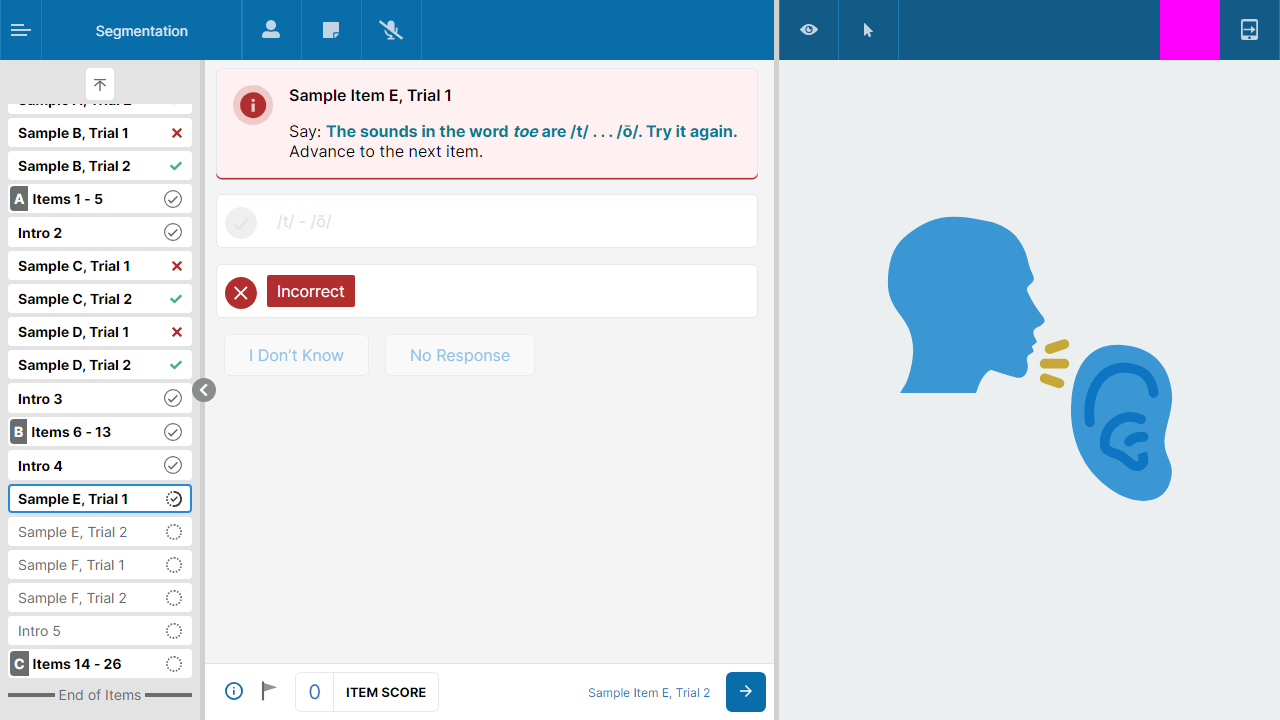 Segmentation
Sample B, Trial 1
Sample B, Trial 2
A Items 1 - 5
Intro 2
Sample C, Trial 1
Sample C, Trial 2
Sample D, Trial 1
Sample D, Trial 2
Intro 3
B Items 6 - 13
Intro 4
Sample E, Trial 1
Sample E, Trial 2
Sample F, Trial 1
Sample F, Trial 2
Intro 5
C Items 14 - 26
End of Items
Sample Item E, Trial 1
Say: The sounds in the word toe are /t/ . . . /ō/. Try it again.
Advance to the next item.
/t/ - /ō/
Incorrect
I Don’t Know
No Response
0 ITEM SCORE
Sample Item E, Trial 2